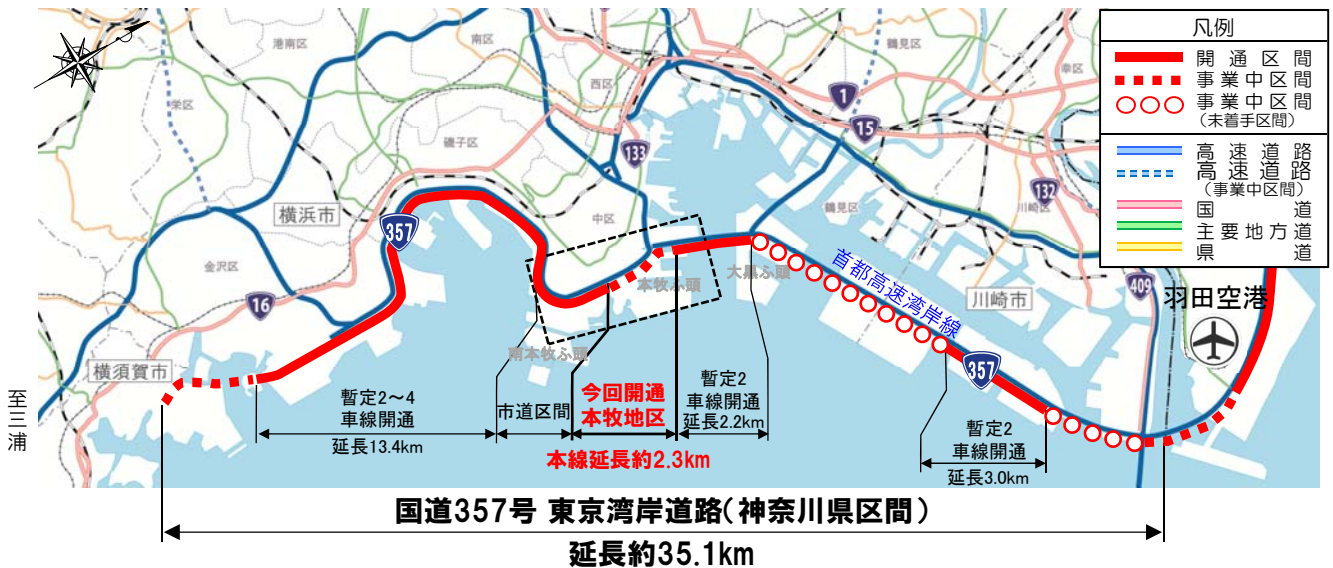 港南区
南区
西区
鶴見区
幸区
栄区
磯子区
中区
鶴見区
川崎区
金沢区
横浜市
横須賀市
川崎市
1
15
133
132
409
16
357
357
本牧ふ頭
大黒ふ頭
南本牧ふ頭
首都高速湾岸線
羽田空港
凡例
開通区間
事業中区間
事業中区間
(未着手区間)
高速道路
高速道路
(事業中区間)
国道
主要地方道
県道
至三浦
暫定2~4
車線開通
延長13.4km
市道区間
今回開通
本牧地区
本線延長約2.3km
暫定2
車線開通
延長2.2km
暫定2
車線開通
延長3.0km
国道357号 東京湾岸道路(神奈川県区間)
延長約35.1km